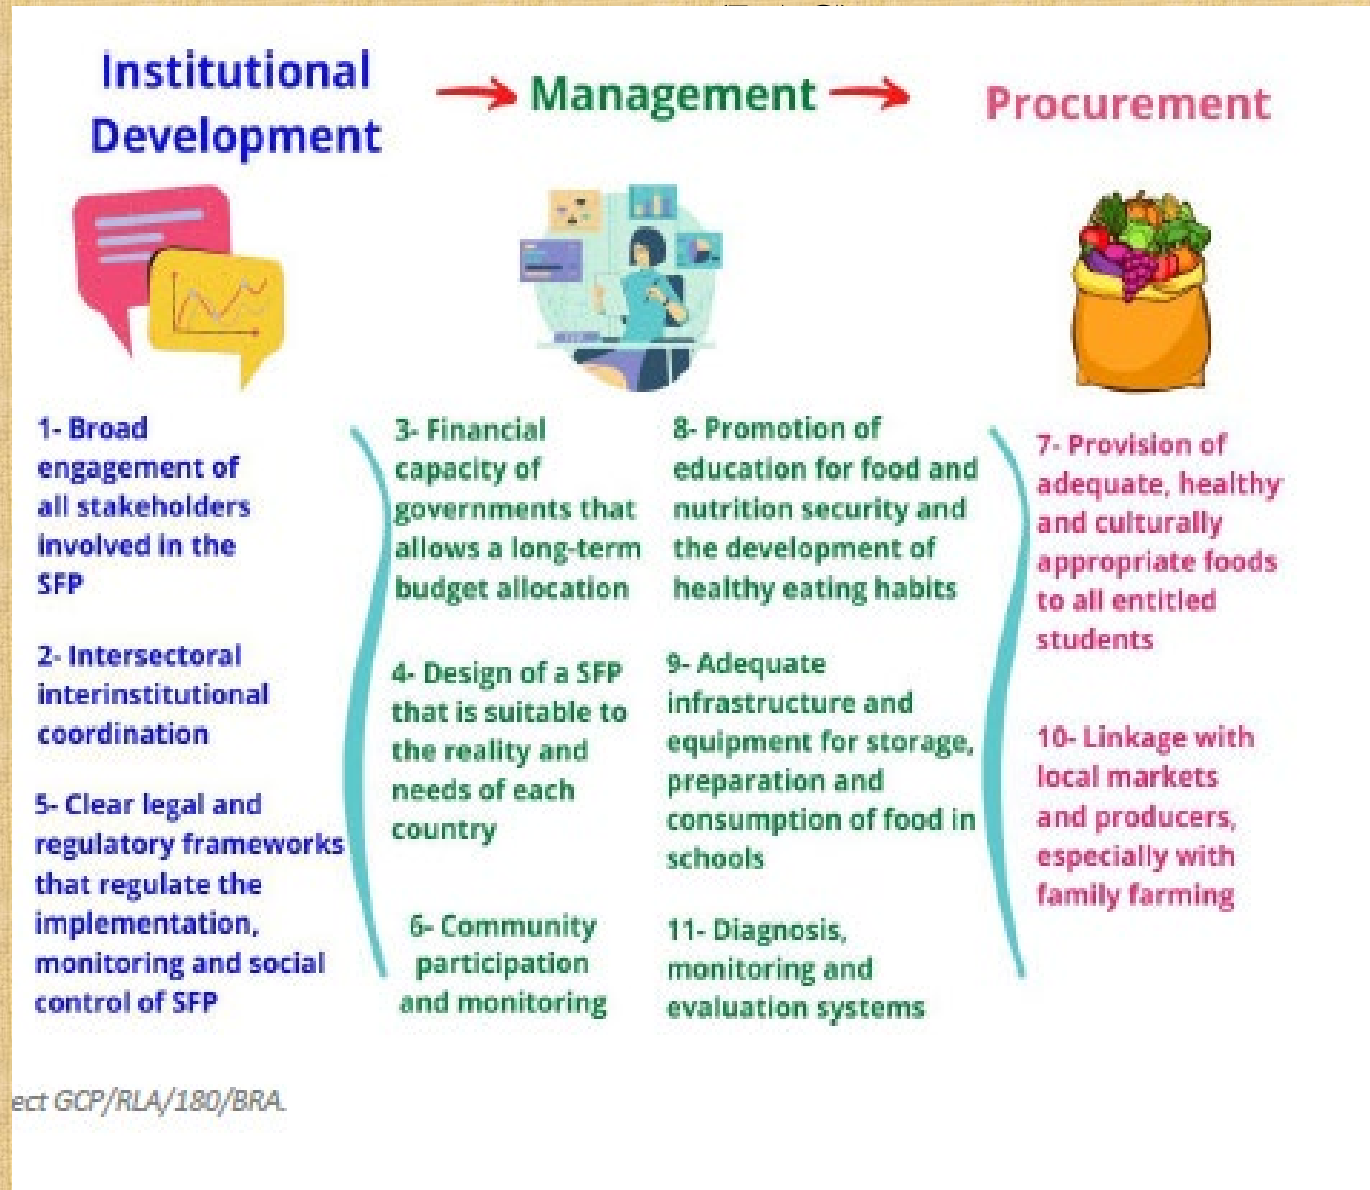 Institutional
Development
Management
Procurement
1- Broad
engagement of
all stakeholders
involved in the
SFP
2- Intersectoral
interinstitutional
coordination
5- Clear legal and
regulatory frameworks
that regulate the
implementation,
monitoring and social
control of SFP
3- Financial
capacity of
governments that
allows a long-term
budget allocation
4- Design of a SFP
that is suitable to
the reality and
needs of each
country
6- Community
participation
and monitoring
8- Promotion of
education for food and
nutrition security and
the development of
healthy eating habits
9- Adequate
infrastructure and
equipment for storage,
preparation and
consumption of food in
schools
11- Diagnosis,
monitoring and
evaluation systems
7- Provision of
adequate, healthy
and culturally
appropriate foods
to all entitled
students
10- Linkage with
local markets
and producers,
especially with
family farming
ect GCP/RLA/180/BRA.